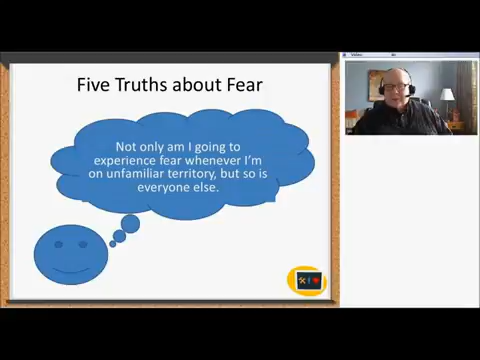 Five Truths about Fear
Not only am I going to
experience fear whenever I'm
on unfamiliar territory, but so is
everyone else.
Video